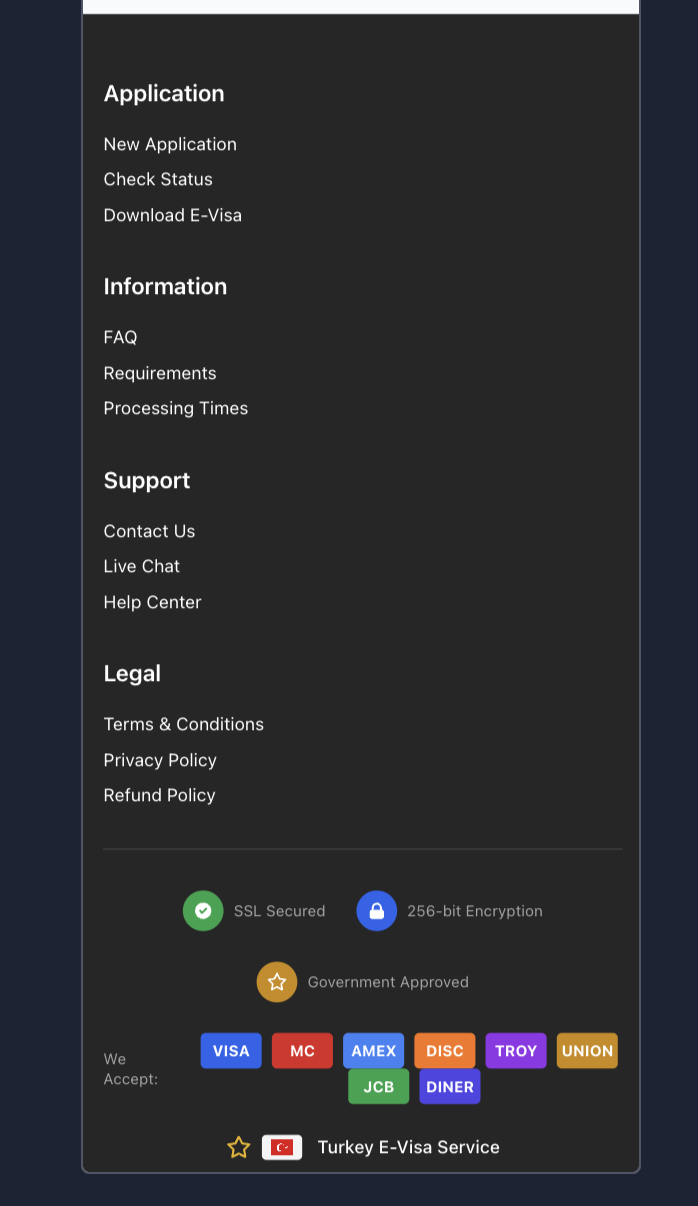 Application
New Application
Check Status
Download E-Visa
Information
FAQ
Requirements
Processing Times
Support
Contact Us
Live Chat
Help Center
Legal
Terms & Conditions
Privacy Policy
Refund Policy
SSL Secured
256-bit Encryption
Government Approved
We
Accept:
VISA MC AMEX DISC TROY UNION
JCB DINER
Turkey E-Visa Service